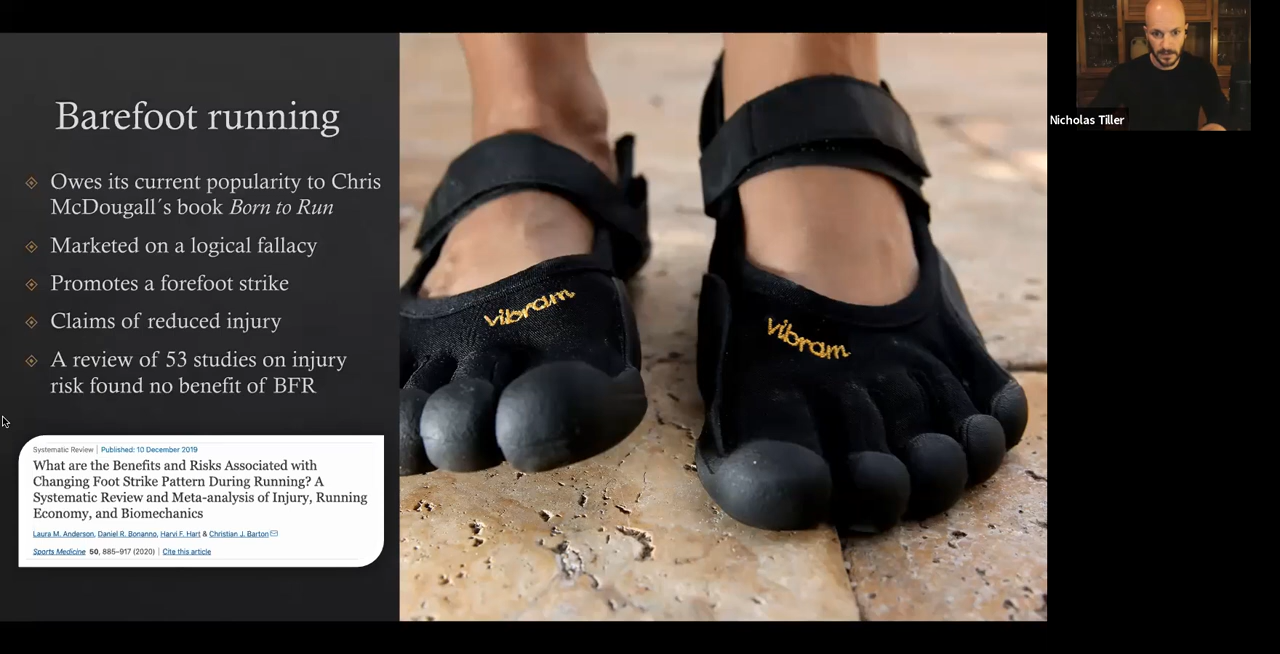 Barefoot running
Owes its current popularity to Chris
McDougall´s book Born to Run
Marketed on a logical fallacy
Promotes a forefoot strike
Claims of reduced injury
A review of 53 studies on injury
risk found no benefit of BFR
Systematic Review | Published: 10 December 2019
What are the Benefits and Risks Associated with
Changing Foot Strike Pattern During Running? A
Systematic Review and Meta-analysis of Injury, Running
Economy, and Biomechanics
Laura M. Anderson, Daniel R. Bonanno, Harvi F. Hart & Christian J. Barton
Sports Medicine 50, 885–917 (2020) | Cite this article
vibram
vibram
Nicholas Tiller